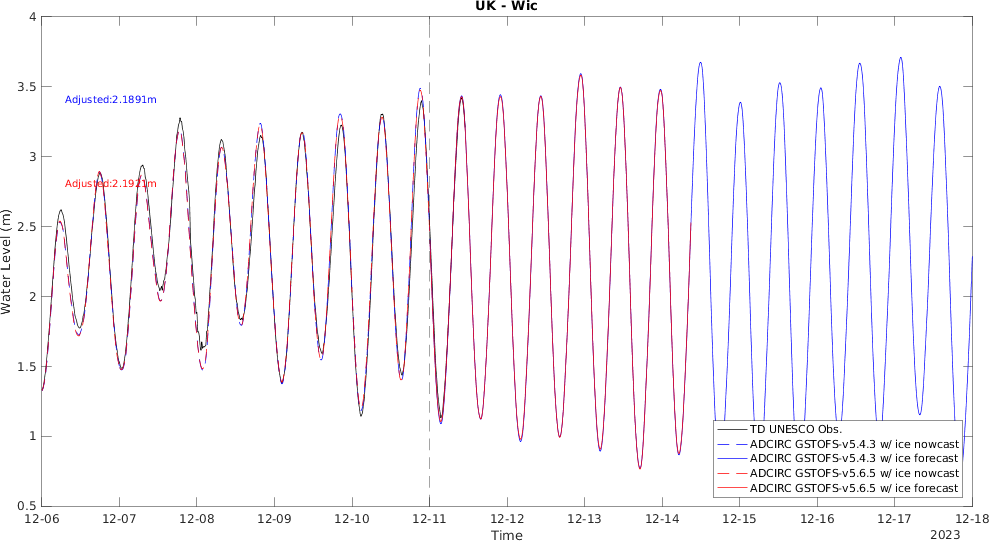 UK - Wic
4
3.5
3
2.5
2
1.5
1
0.5
Water Level (m)
Adjusted:2.1891m
Adjusted:2.1921m
TD UNESCO Obs.
ADCIRC GSTOFS-v5.4.3 w/ ice nowcast
ADCIRC GSTOFS-v5.4.3 w/ ice forecast
ADCIRC GSTOFS-v5.6.5 w/ ice nowcast
ADCIRC GSTOFS-v5.6.5 w/ ice forecast
12-06 12-07 12-08 12-09 12-10 12-11 12-12 12-13 12-14 12-15 12-16 12-17 12-18
Time
2023